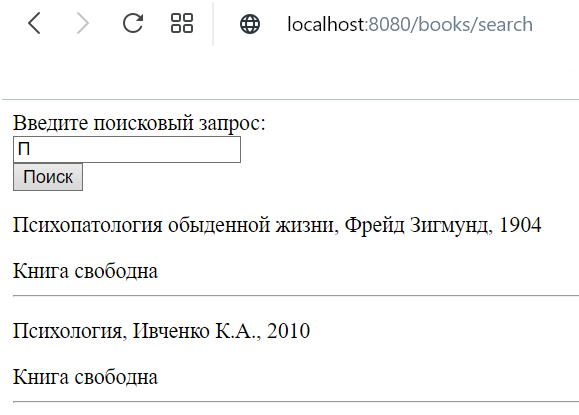 localhost:8080/books/search
Введите поисковый запрос:
П
Поиск
Психопатология обыденной жизни, Фрейд Зигмунд, 1904
Книга свободна
Психология, Ивченко К.А., 2010
Книга свободна